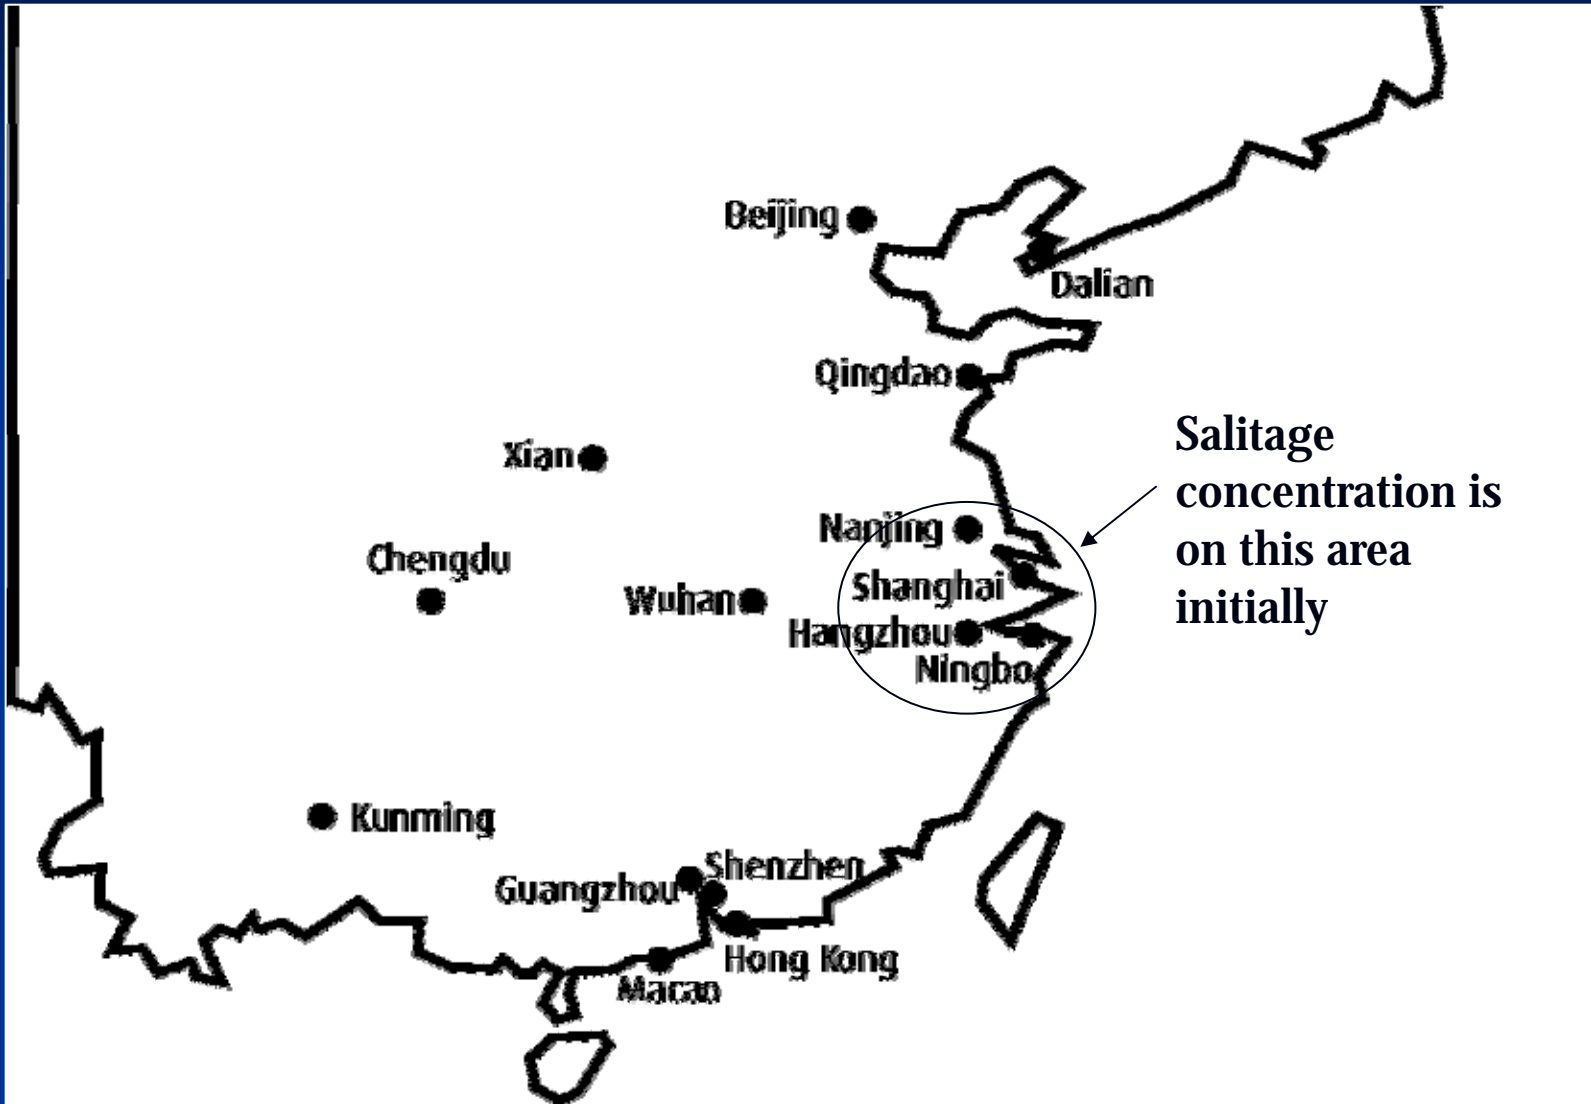 Beijing
Dalian
Qingdao
Xian
Salitage
concentration is
on this area
initially
Nanjing
Chengdu
Shanghai
Wuhan
Hangzhou
Ningbo
Kunming
Shenzhen
Guangzhou
Hong Kong
Macao